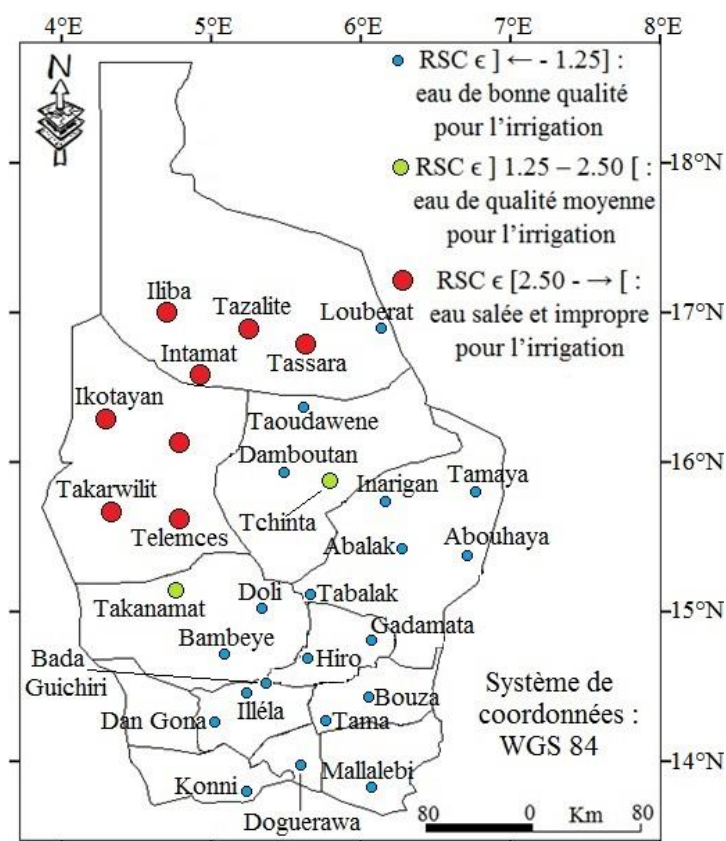 4°E 5°E 6°E 7°E 8°E
N
RSC ϵ ] ← - 1.25] :
eau de bonne qualité
pour l’irrigation
18°N
RSC ϵ ] 1.25 – 2.50 [ :
eau de qualité moyenne
pour l’irrigation
RSC ϵ [2.50 - → [ :
eau salée et impropre
pour l’irrigation
17°N
Iliba
Tazalite
Louberat
Intamat
Tassara
Ikotayan
Taoudawene
Damboutan
16°N
Inarigan
Tamaya
Takarwilit
Tchinta
Telemces
Abalak
Abouhaya
15°N
Takanamat
Doli
Tabalak
Bambeye
Gadamata
Bada
Guichiri
Hiro
Illéla
Bouza
Dan Gona
Tama
Système de
coordonnées :
WGS 84
14°N
Konni
Mallalebi
Doguerawa
80 0 Km 80